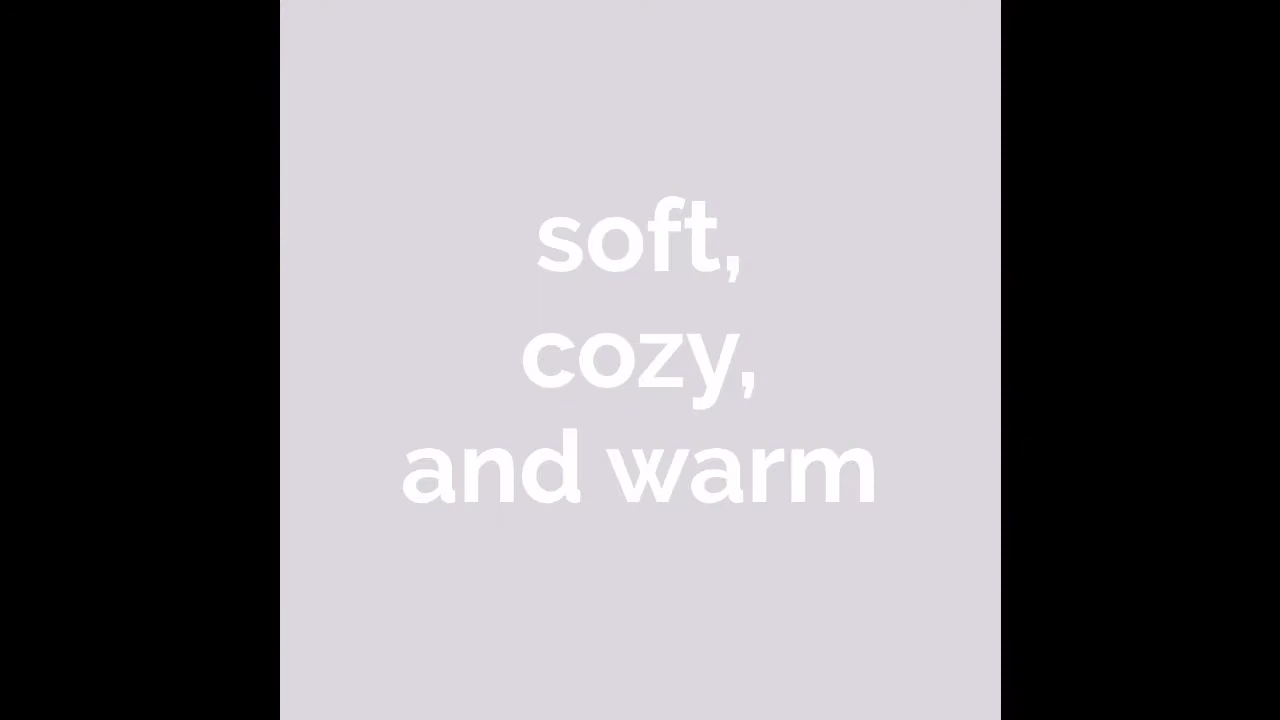 soft,
cozy,
and warm